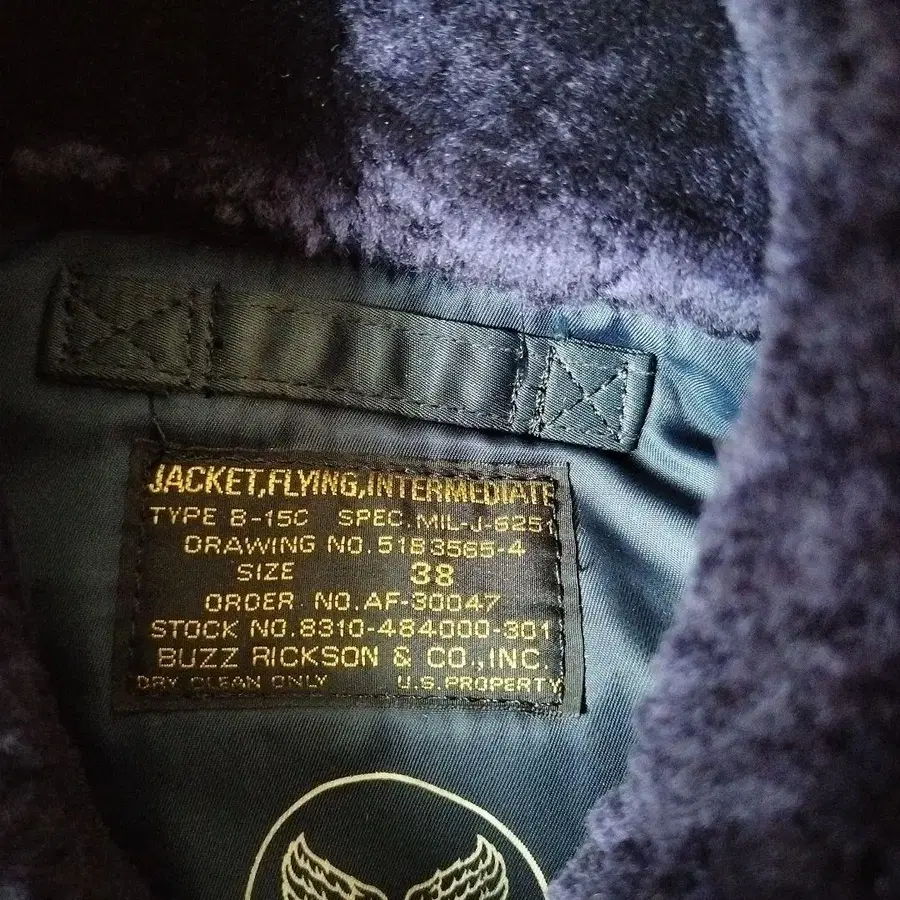 JACKET,FLYING,INTERMEDIATE
TYPE B-15C SPEC. MIL-J-6251
DRAWING NO. 51B3565-4
SIZE 38
ORDER NO. AF-30047
STOCK NO. 8310-484000-301
BUZZ RICKSON & CO., INC.
DRY CLEAN ONLY U.S. PROPERTY